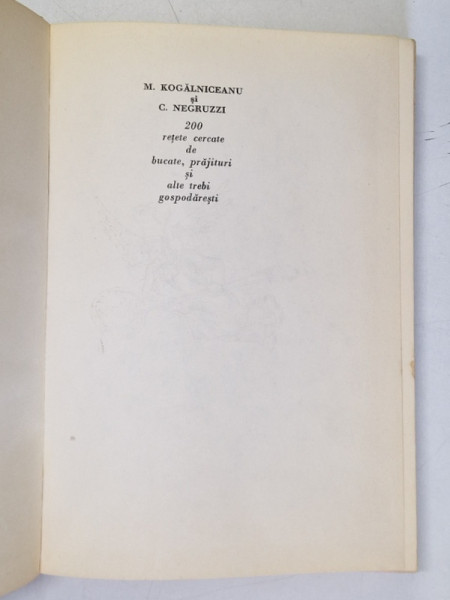 M. KOGĂLNICEANU
și
C. NEGRUZZI
200
rețete cercate
de
bucate, prăjituri
și
alte trebi
gospodărești